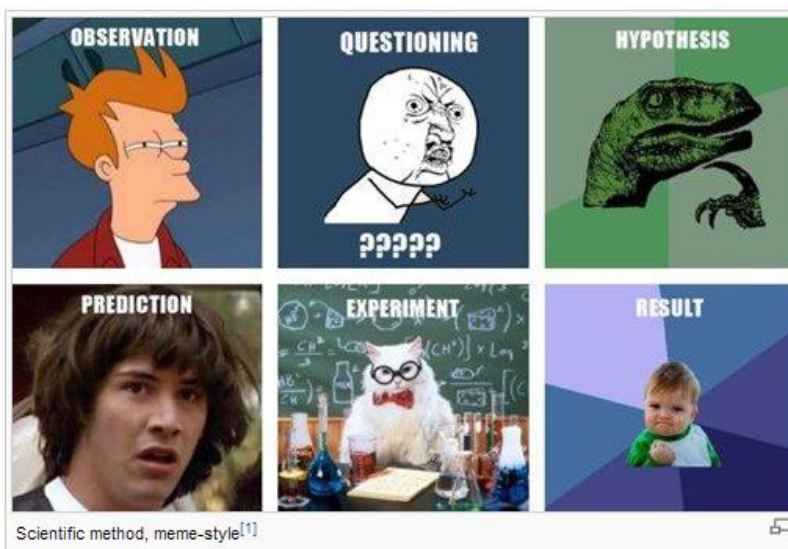 OBSERVATION
QUESTIONING
?????
HYPOTHESIS
PREDICTION
EXPERIMENT
RESULT
Scientific method, meme-style[1]